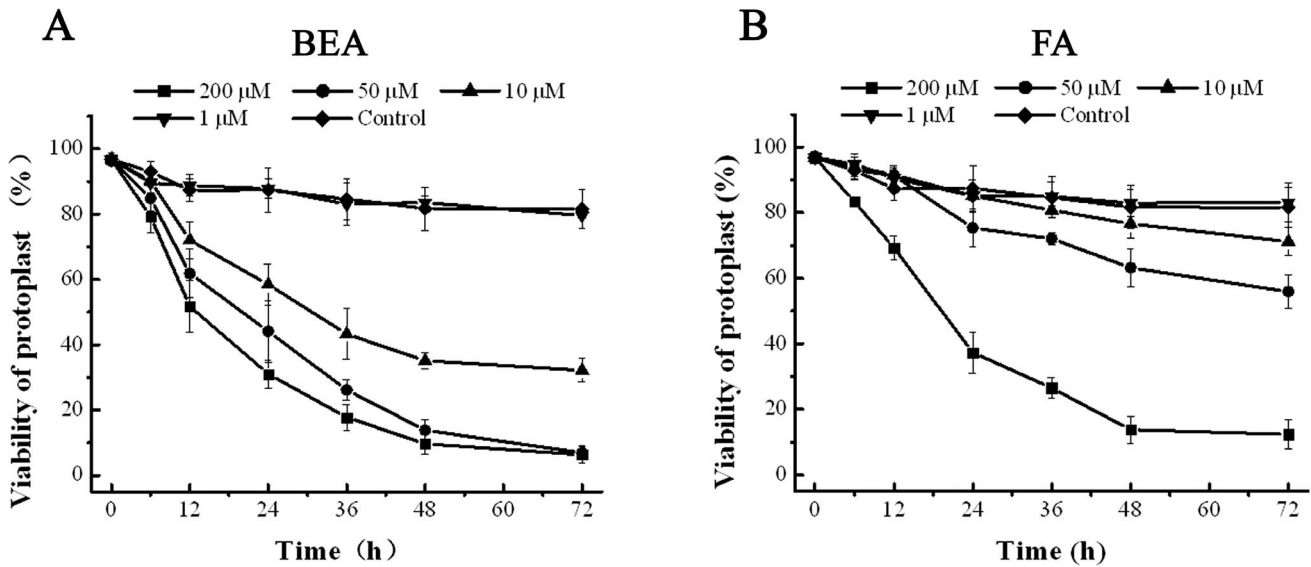 A
BEA
200 μM 50 μM 10 μM
1 μM Control
Viability of protoplast (%)
100
80
60
40
20
0
0 12 24 36 48 60 72
Time (h)
B
FA
200 μM 50 μM 10 μM
1 μM Control
Viability of protoplast (%)
100
80
60
40
20
0
0 12 24 36 48 60 72
Time (h)